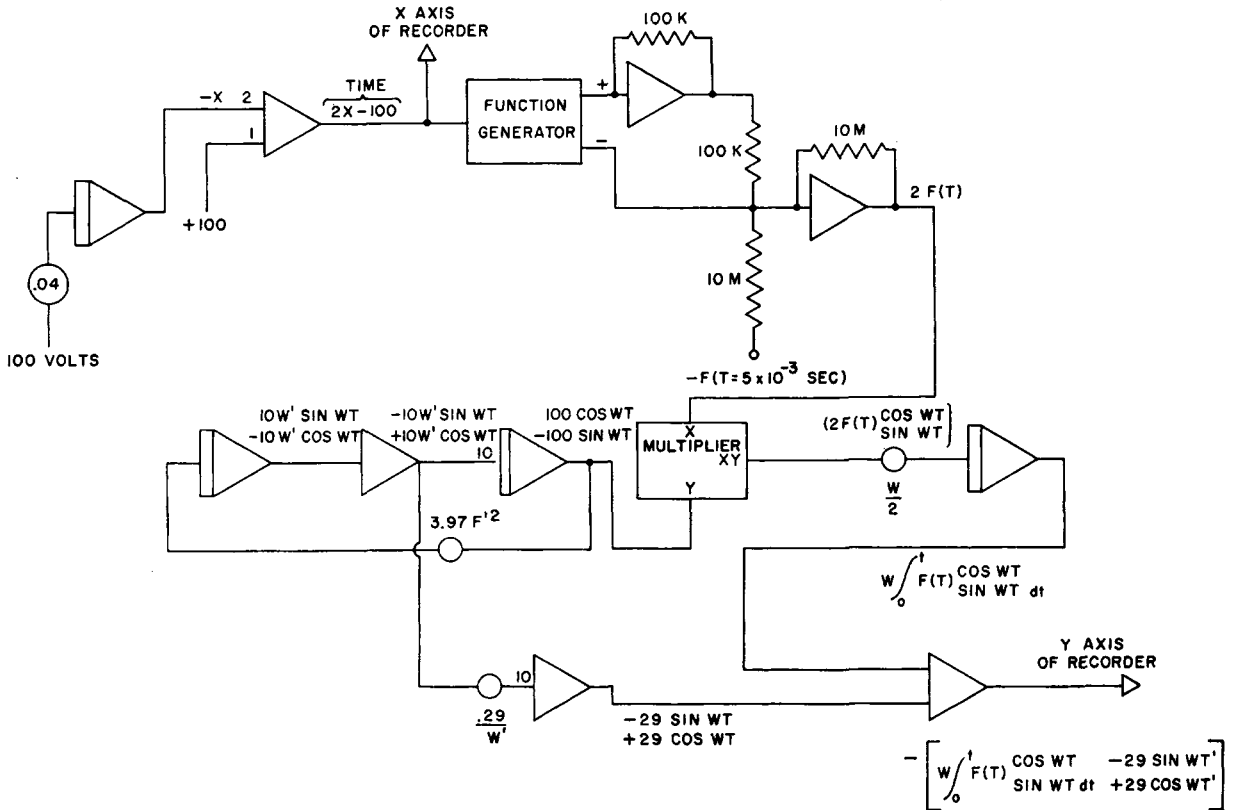 X AXIS
OF RECORDER
100 K
TIME
2X-100
-X 2
1
+100
FUNCTION
GENERATOR
+
-
100 K
10 M
2 F(T)
10 M
.04
100 VOLTS
-F(T=5 x 10⁻³ SEC)
10W' SIN WT
-10W' COS WT
-10W' SIN WT
+10W' COS WT
10
100 COS WT
-100 SIN WT
X
MULTIPLIER
XY
Y
(2F(T) COS WT
SIN WT)
W
2
3.97 F'²
W∫₀ᵗ F(T) COS WT
SIN WT dt
Y AXIS
OF RECORDER
10
.29
W'
-29 SIN WT
+29 COS WT
-[W∫₀ᵗ F(T) COS WT -29 SIN WT'
SIN WT dt +29 COS WT']